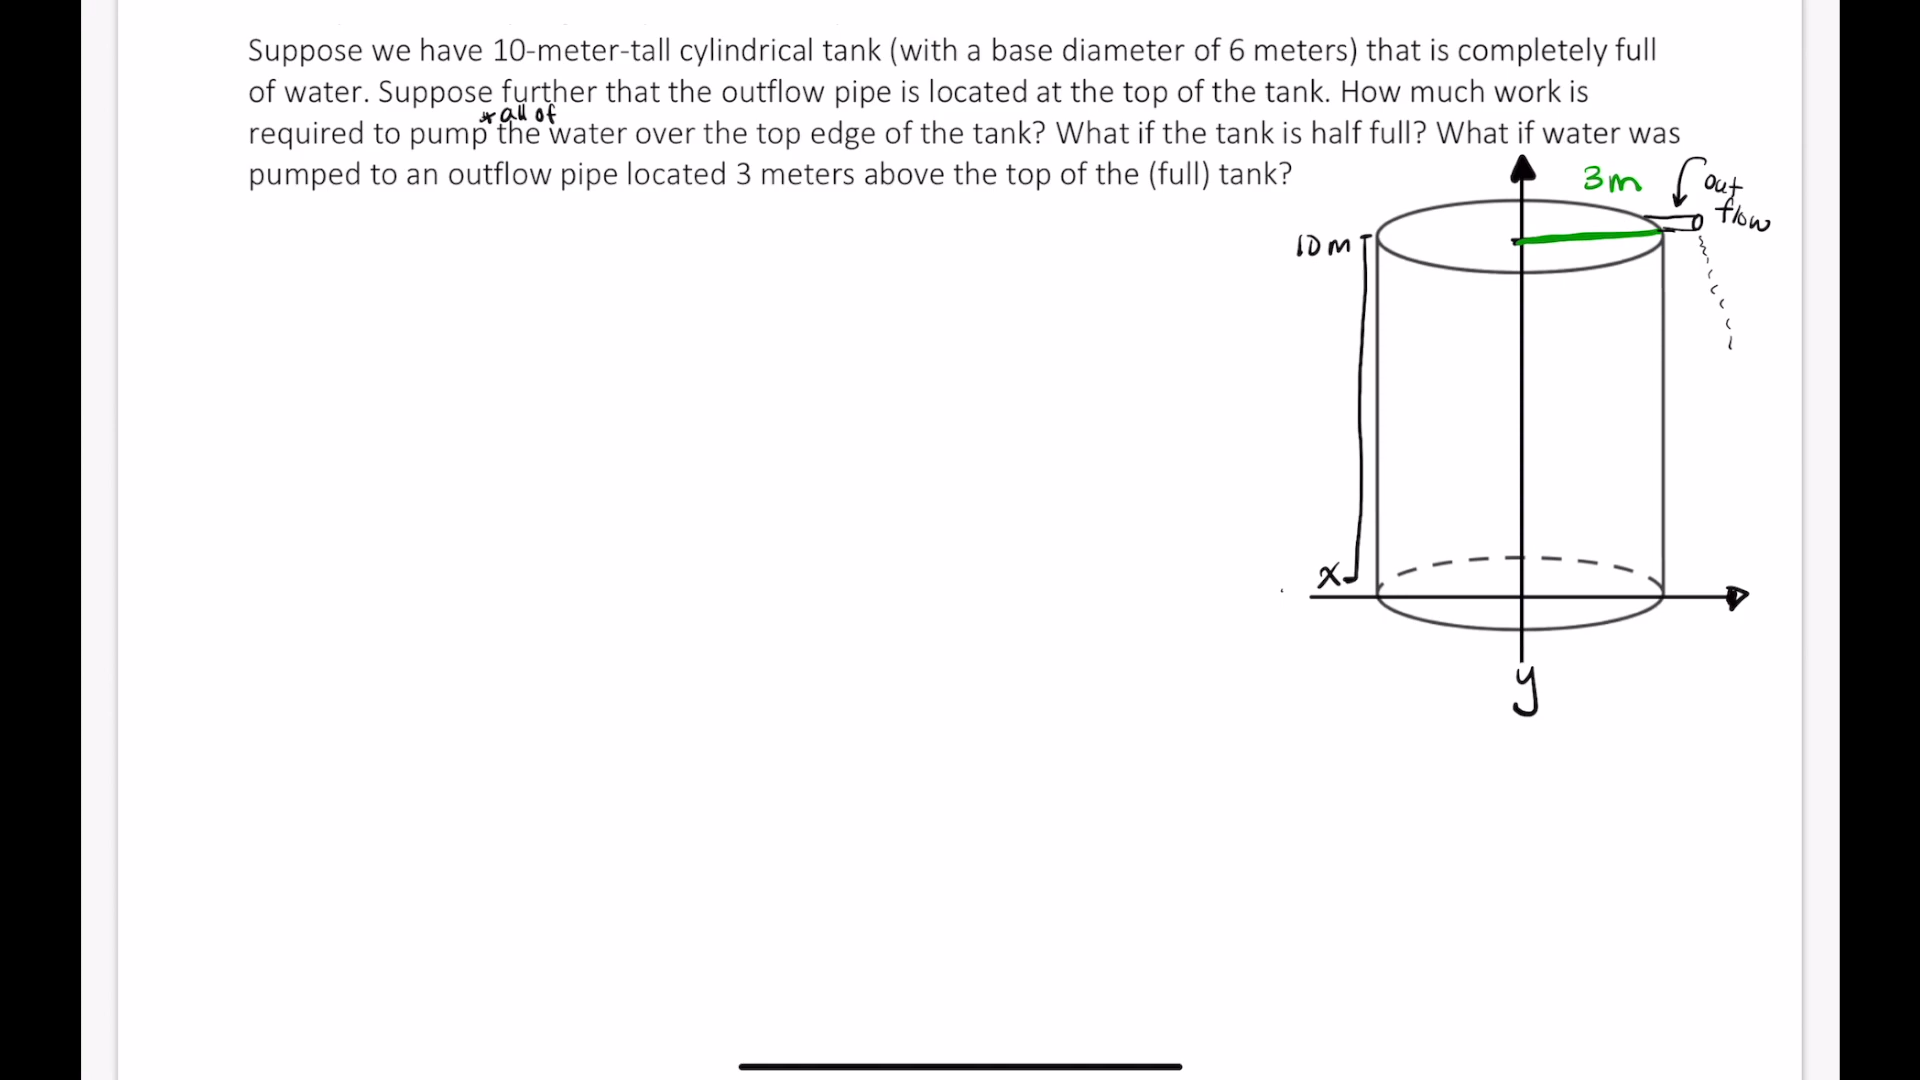 Suppose we have 10-meter-tall cylindrical tank (with a base diameter of 6 meters) that is completely full
of water. Suppose further that the outflow pipe is located at the top of the tank. How much work is
* all of
required to pump the water over the top edge of the tank? What if the tank is half full? What if water was
pumped to an outflow pipe located 3 meters above the top of the (full) tank?
3m
out
flow
10 m
x
y